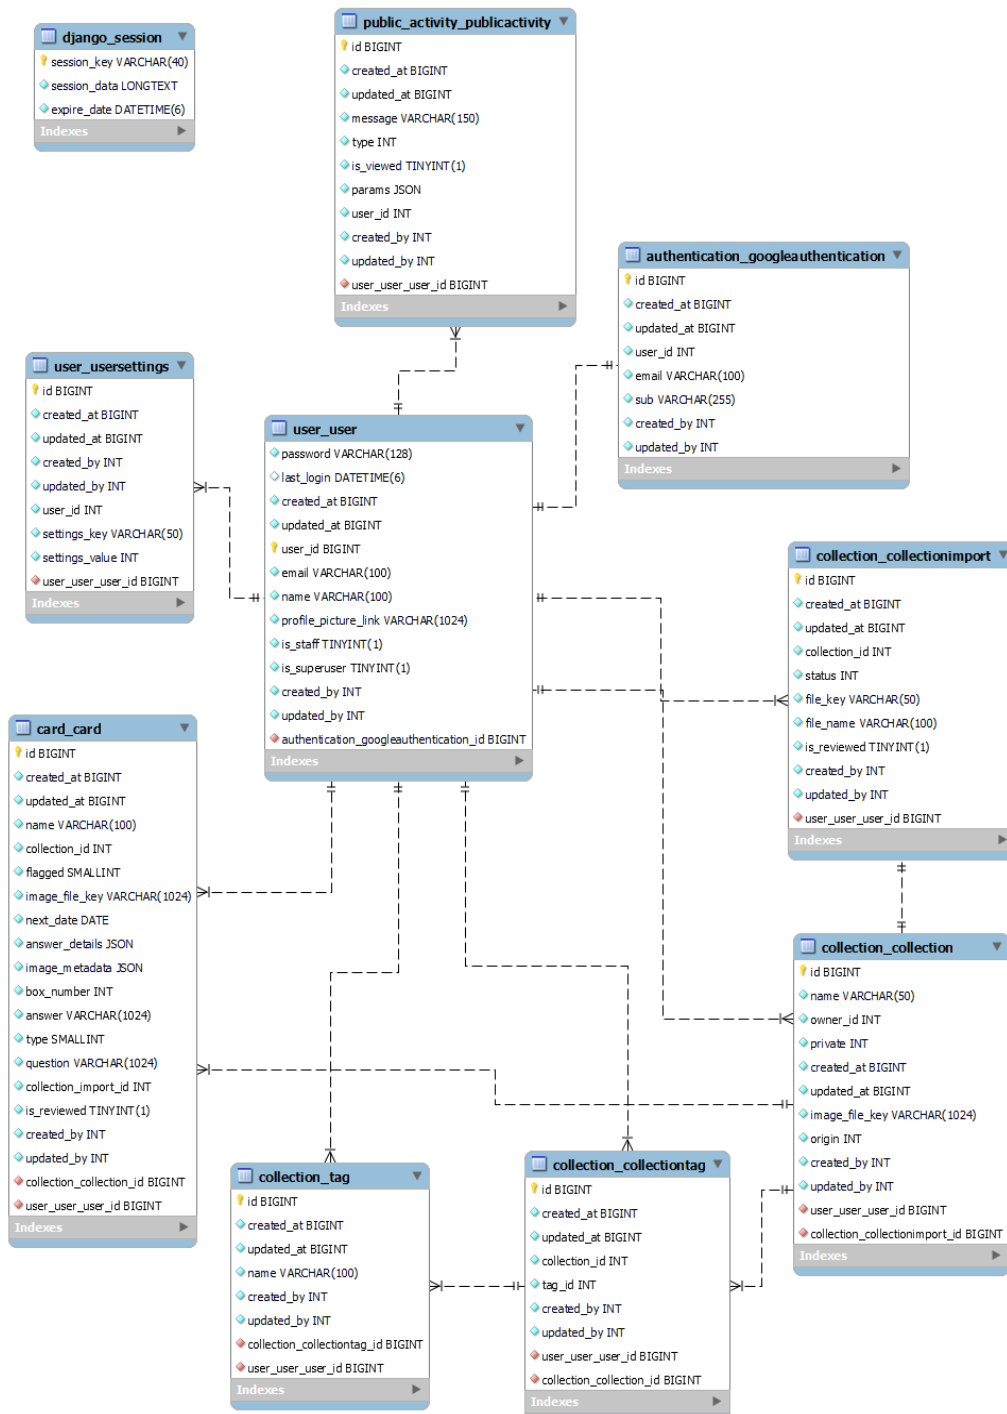 django_session
session_key VARCHAR(40)
session_data LONGTEXT
expire_date DATETIME(6)
Indexes
public_activity_publicactivity
id BIGINT
created_at BIGINT
updated_at BIGINT
message VARCHAR(150)
type INT
is_viewed TINYINT(1)
params JSON
user_id INT
created_by INT
updated_by INT
user_user_user_id BIGINT
Indexes
authentication_googleauthentication
id BIGINT
created_at BIGINT
updated_at BIGINT
user_id INT
email VARCHAR(100)
sub VARCHAR(255)
created_by INT
updated_by INT
Indexes
user_usersettings
id BIGINT
created_at BIGINT
updated_at BIGINT
created_by INT
updated_by INT
user_id INT
settings_key VARCHAR(50)
settings_value INT
user_user_user_id BIGINT
Indexes
user_user
password VARCHAR(128)
last_login DATETIME(6)
created_at BIGINT
updated_at BIGINT
user_id BIGINT
email VARCHAR(100)
name VARCHAR(100)
profile_picture_link VARCHAR(1024)
is_staff TINYINT(1)
is_superuser TINYINT(1)
created_by INT
updated_by INT
authentication_googleauthentication_id BIGINT
Indexes
collection_collectionimport
id BIGINT
created_at BIGINT
updated_at BIGINT
collection_id INT
status INT
file_key VARCHAR(50)
file_name VARCHAR(100)
is_reviewed TINYINT(1)
created_by INT
updated_by INT
user_user_user_id BIGINT
Indexes
card_card
id BIGINT
created_at BIGINT
updated_at BIGINT
name VARCHAR(100)
collection_id INT
flagged SMALLINT
image_file_key VARCHAR(1024)
next_date DATE
answer_details JSON
image_metadata JSON
box_number INT
answer VARCHAR(1024)
type SMALLINT
question VARCHAR(1024)
collection_import_id INT
is_reviewed TINYINT(1)
created_by INT
updated_by INT
collection_collection_id BIGINT
user_user_user_id BIGINT
Indexes
collection_collection
id BIGINT
name VARCHAR(50)
owner_id INT
private INT
created_at BIGINT
updated_at BIGINT
image_file_key VARCHAR(1024)
origin INT
created_by INT
updated_by INT
user_user_user_id BIGINT
collection_collectionimport_id BIGINT
Indexes
collection_tag
id BIGINT
created_at BIGINT
updated_at BIGINT
name VARCHAR(100)
created_by INT
updated_by INT
collection_collectiontag_id BIGINT
user_user_user_id BIGINT
Indexes
collection_collectiontag
id BIGINT
created_at BIGINT
updated_at BIGINT
collection_id INT
tag_id INT
created_by INT
updated_by INT
user_user_user_id BIGINT
collection_collection_id BIGINT
Indexes